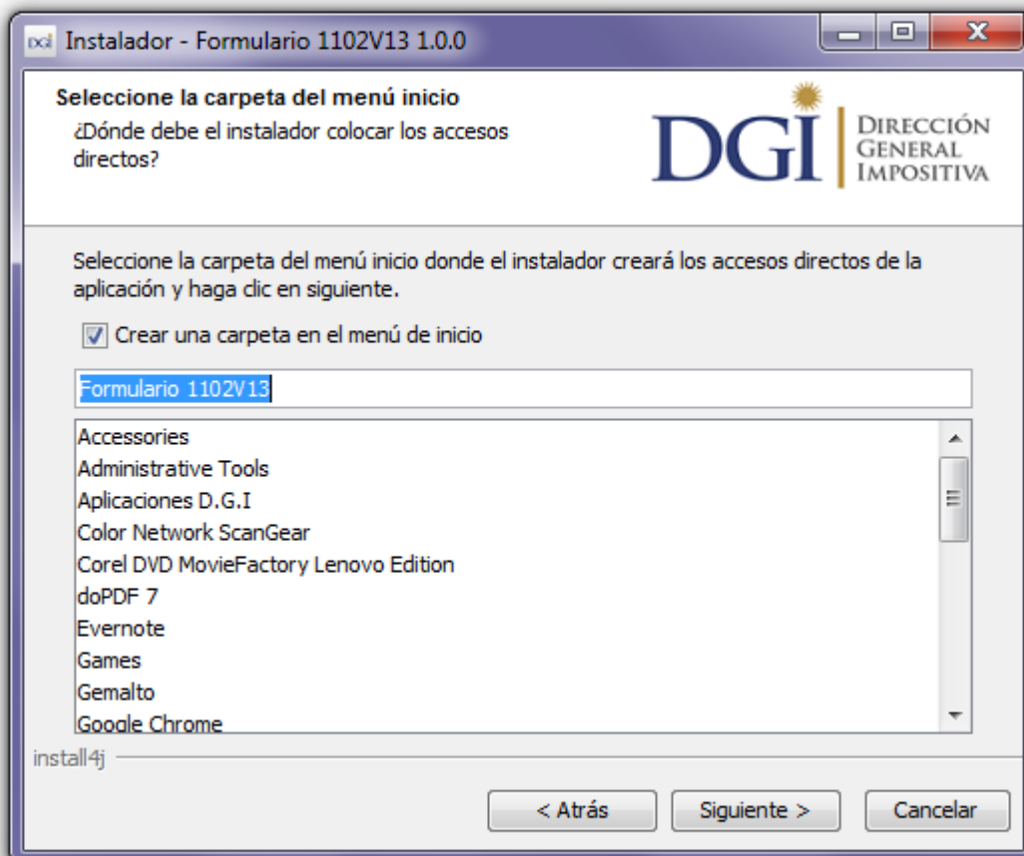 DGI Instalador - Formulario 1102V13 1.0.0
Seleccione la carpeta del menú inicio
¿Dónde debe el instalador colocar los accesos
directos?
DGI
DIRECCIÓN
GENERAL
IMPOSITIVA
Seleccione la carpeta del menú inicio donde el instalador creará los accesos directos de la
aplicación y haga clic en siguiente.
Crear una carpeta en el menú de inicio
Formulario 1102V13
Accessories
Administrative Tools
Aplicaciones D.G.I
Color Network ScanGear
Corel DVD MovieFactory Lenovo Edition
doPDF 7
Evernote
Games
Gemalto
Google Chrome
install4j
< Atrás Siguiente > Cancelar